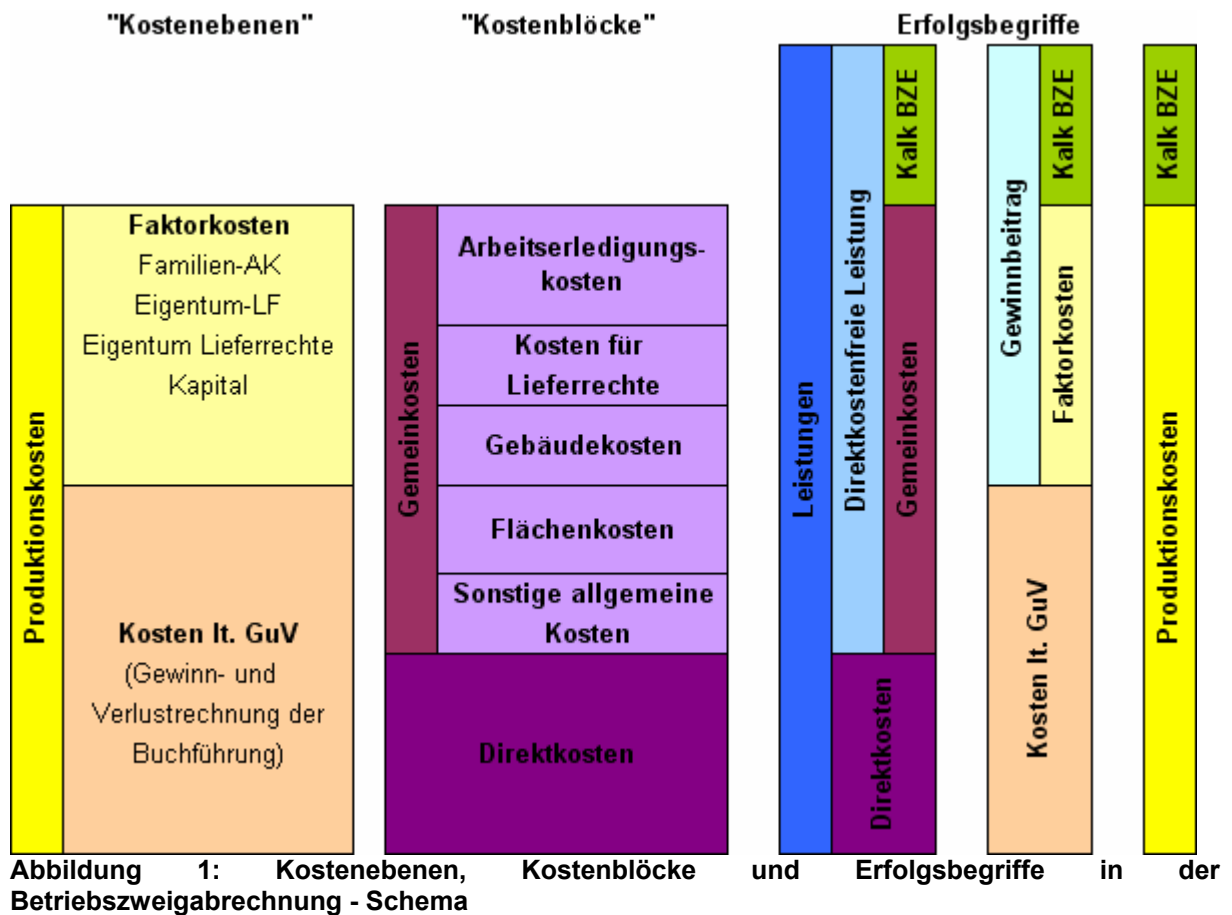 "Kostenebenen"
"Kostenblöcke"
Erfolgsbegriffe
Produktionskosten
Faktorkosten
Familien-AK
Eigentum-LF
Eigentum Lieferrechte
Kapital
Kosten lt. GuV
(Gewinn- und
Verlustrechnung der
Buchführung)
Gemeinkosten
Arbeitserledigungs-
kosten
Kosten für
Lieferrechte
Gebäudekosten
Flächenkosten
Sonstige allgemeine
Kosten
Direktkosten
Leistungen
Direktkostenfreie Leistung
Kalk BZE
Gemeinkosten
Direktkosten
Gewinnbeitrag
Kalk BZE
Faktorkosten
Kosten lt. GuV
Kalk BZE
Produktionskosten
Abbildung 1: Kostenebenen, Kostenblöcke und Erfolgsbegriffe in der
Betriebszweigabrechnung - Schema